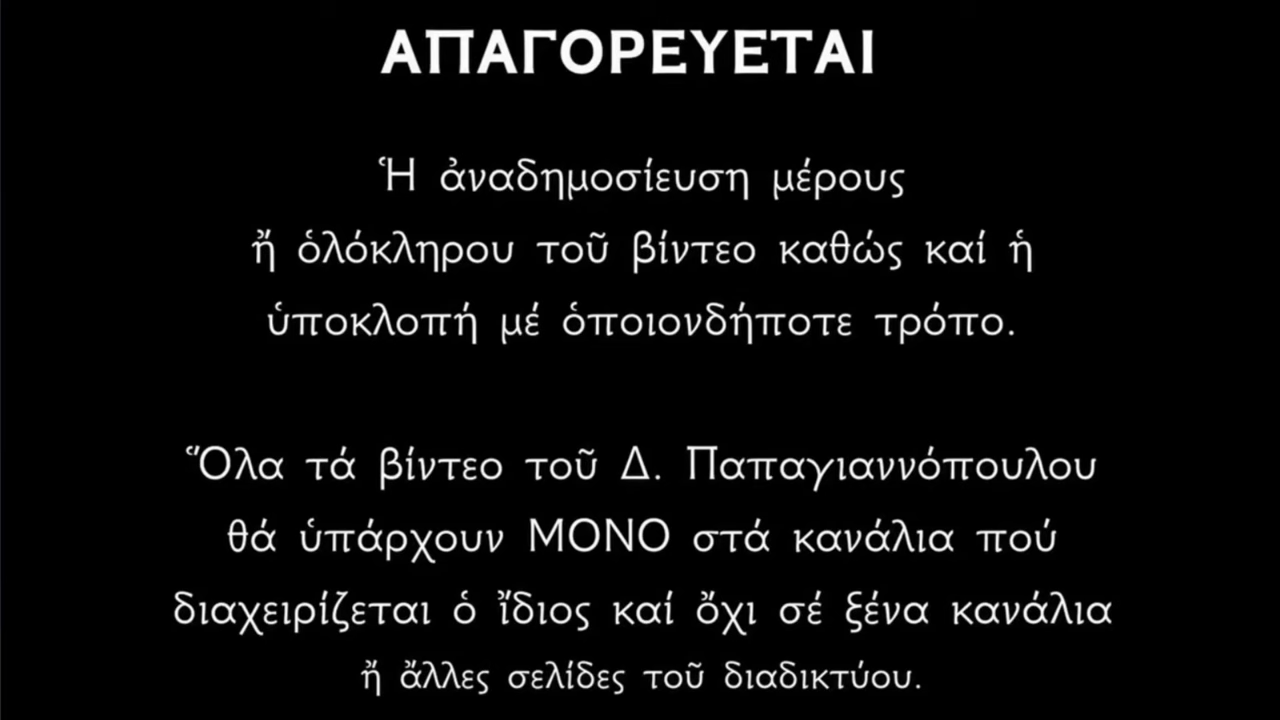 ΑΠΑΓΟΡΕΥΕΤΑΙ
Ἡ ἀναδημοσίευση μέρους
ἤ ὁλόκληρου τοῦ βίντεο καθώς καί ἡ
ὑποκλοπή μέ ὁποιονδήποτε τρόπο.
Ὅλα τά βίντεο τοῦ Δ. Παπαγιαννόπουλου
θά ὑπάρχουν ΜΟΝΟ στά κανάλια πού
διαχειρίζεται ὁ ἴδιος καί ὄχι σέ ξένα κανάλια
ἤ ἄλλες σελίδες τοῦ διαδικτύου.